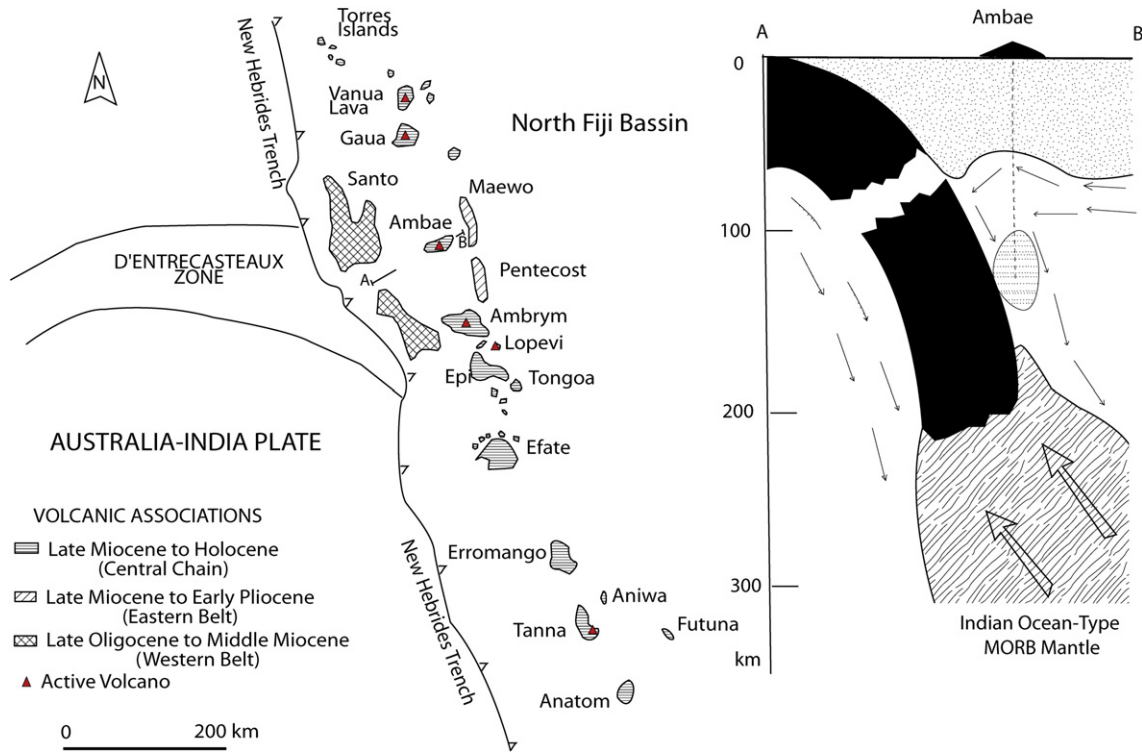 Torres
Islands
N
New Hebrides Trench
Vanua
Lava
Gaua
North Fiji Basin
Santo
Maewo
Ambae
B
D'ENTRECASTEAUX
ZONE
A
Pentecost
Ambrym
Lopevi
Epi
Tongoa
AUSTRALIA-INDIA PLATE
Efate
VOLCANIC ASSOCIATIONS
Late Miocene to Holocene
(Central Chain)
Late Miocene to Early Pliocene
(Eastern Belt)
Late Oligocene to Middle Miocene
(Western Belt)
Active Volcano
0 200 km
New Hebrides Trench
Erromango
Aniwa
Tanna
Futuna
Anatom
Ambae
A B
0
100
200
300
km
Indian Ocean-Type
MORB Mantle